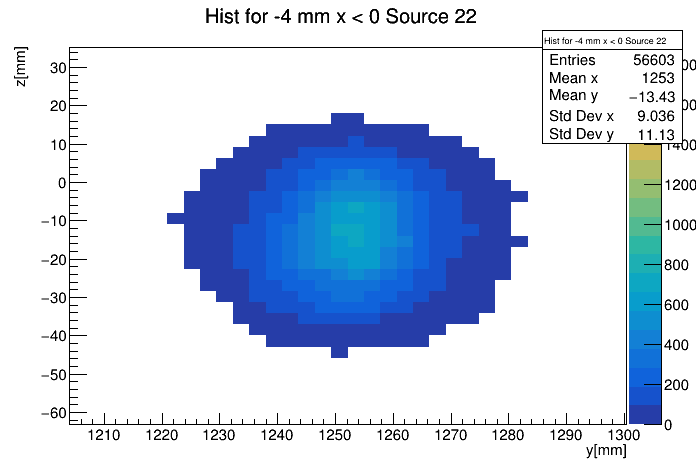 Hist for -4 mm x < 0 Source 22
Hist for -4 mm x < 0 Source 22
Entries 56603
Mean x 1253
Mean y −13.43
Std Dev x 9.036
Std Dev y 11.13
z[mm]
30
20
10
0
−10
−20
−30
−40
−50
−60
1210 1220 1230 1240 1250 1260 1270 1280 1290 1300
y[mm]
1400
1200
1000
800
600
400
200
0